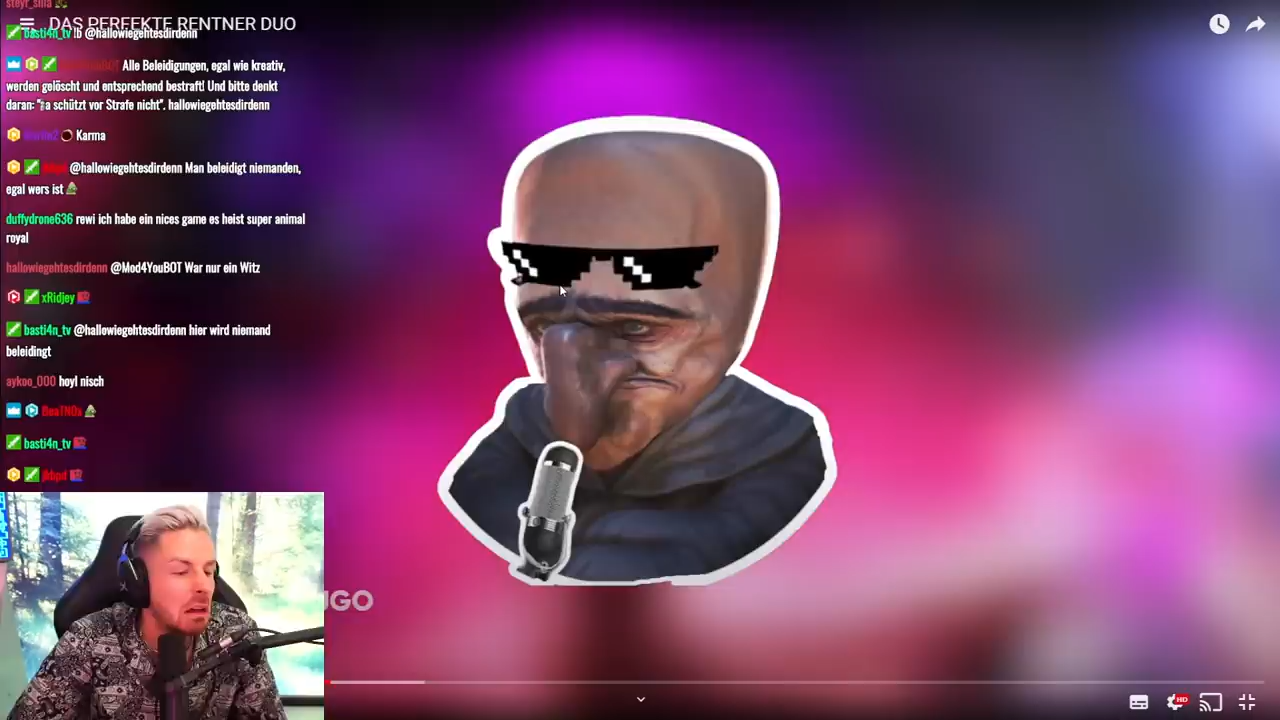 DAS PERFEKTE RENTNER DUO
basti4n_tv !b @hallowiegehtesdirdenn
Alle Beleidigungen, egal wie kreativ,
werden gelöscht und entsprechend bestraft! Und bitte denkt
schützt vor Strafe nicht". hallowiegehtesdirdenn
Karma
@hallowiegehtesdirdenn Man beleidigt niemanden,
egal wers ist
duffydrone636 rewi ich habe ein nices game es heist super animal
royal
hallowiegehtesdirdenn @Mod4YouBOT War nur ein Witz
xRidjey
basti4n_tv @hallowiegehtesdirdenn hier wird niemand
beleidingt
aykoo_000 hoyl nisch
BeaTN0x
basti4n_tv
UGO
HD